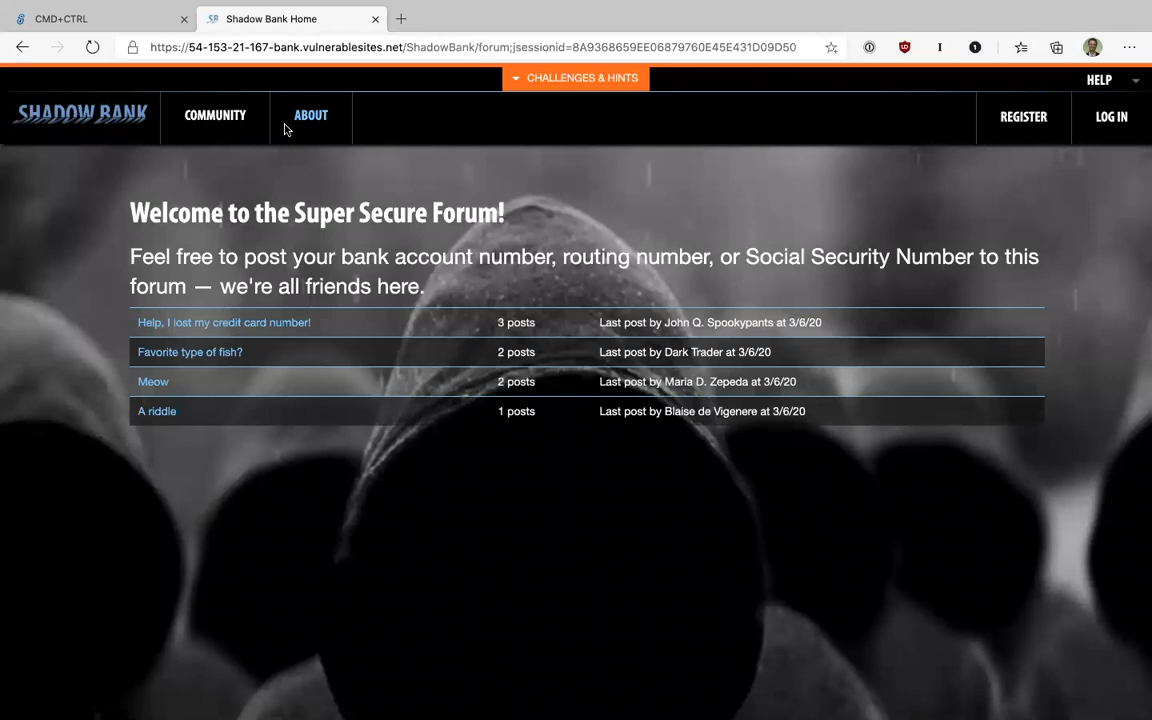 CMD+CTRL
Shadow Bank Home
https://54-153-21-167-bank.vulnerablesites.net/ShadowBank/forum;jsessionid=8A9368659EE06879760E45E431D09D50
CHALLENGES & HINTS
HELP
SHADOW BANK
COMMUNITY
ABOUT
REGISTER
LOG IN
Welcome to the Super Secure Forum!
Feel free to post your bank account number, routing number, or Social Security Number to this
forum — we're all friends here.
Help, I lost my credit card number! 3 posts Last post by John Q. Spookypants at 3/6/20
Favorite type of fish? 2 posts Last post by Dark Trader at 3/6/20
Meow 2 posts Last post by Maria D. Zepeda at 3/6/20
A riddle 1 posts Last post by Blaise de Vigenere at 3/6/20